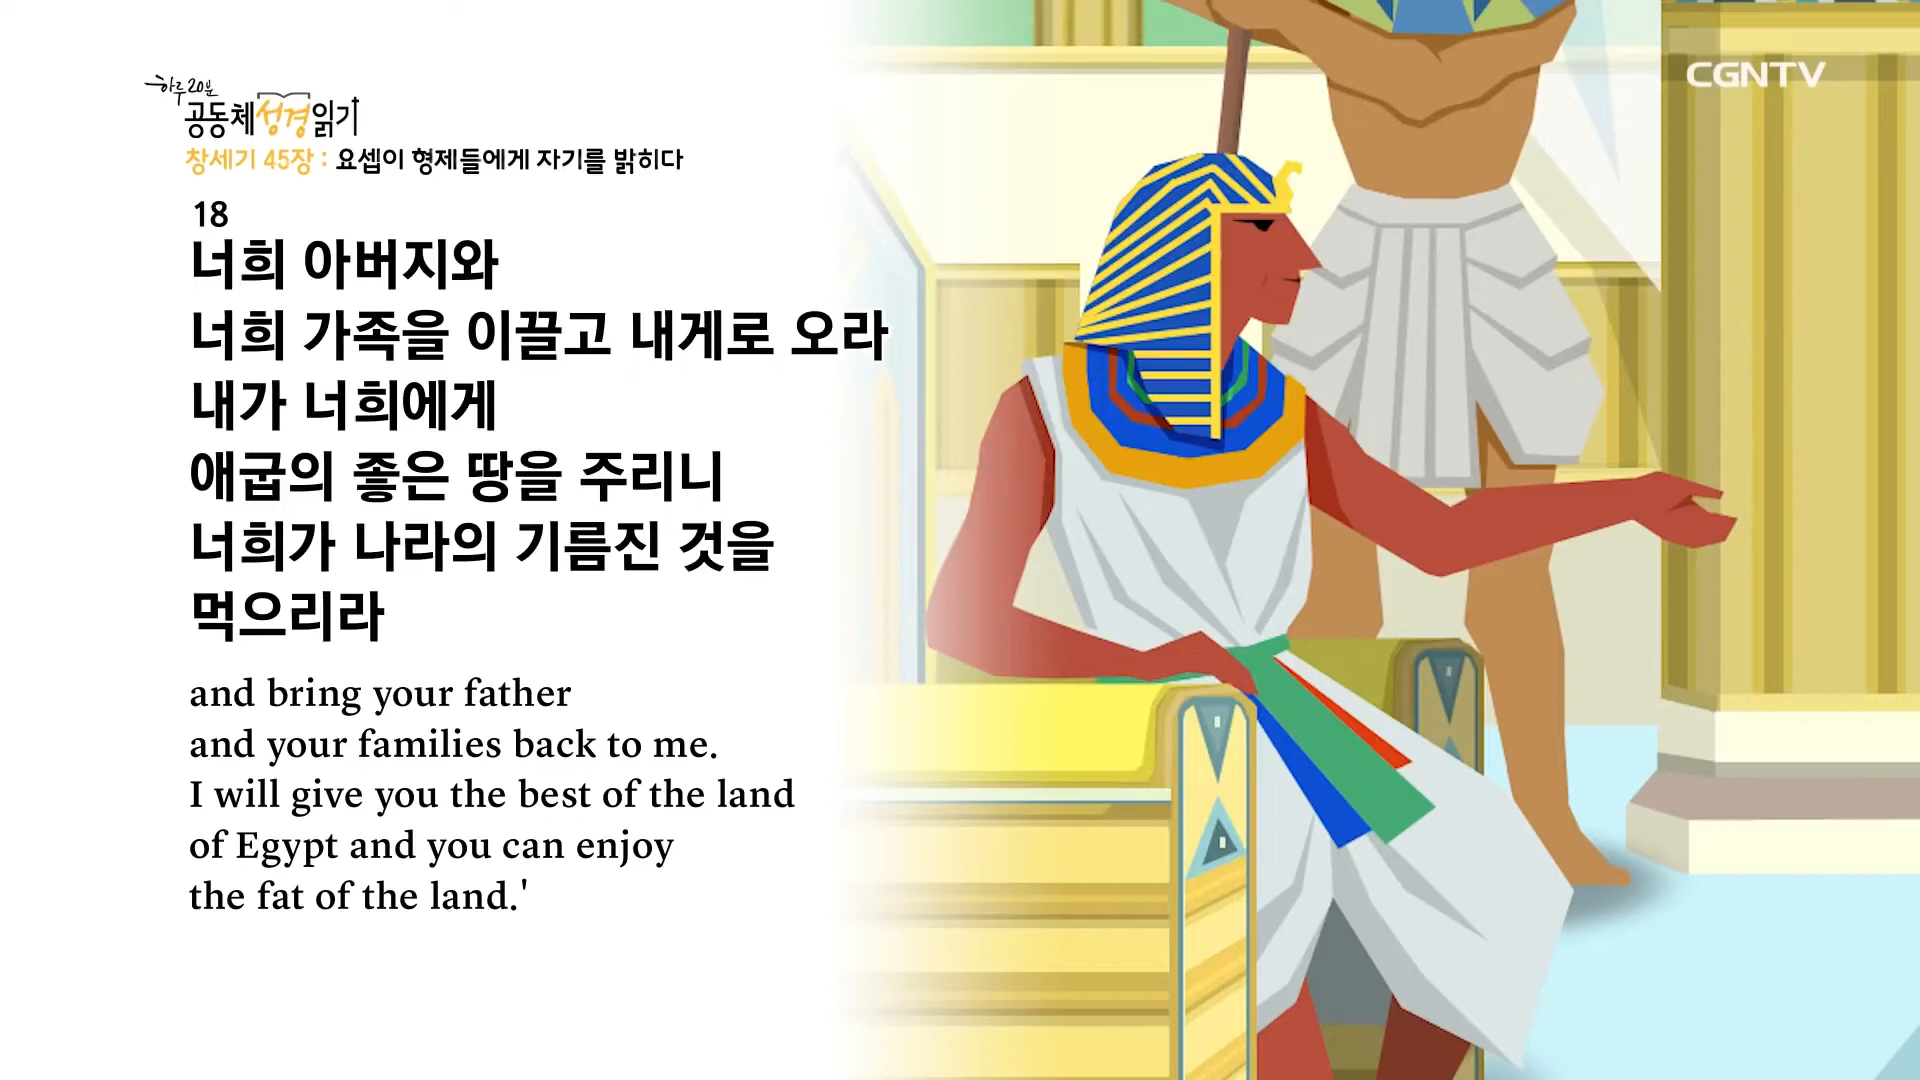 하루 20분
공동체성경읽기
CGNTV
창세기 45장 : 요셉이 형제들에게 자기를 밝히다
18
너희 아버지와
너희 가족을 이끌고 내게로 오라
내가 너희에게
애굽의 좋은 땅을 주리니
너희가 나라의 기름진 것을
먹으리라
and bring your father
and your families back to me.
I will give you the best of the land
of Egypt and you can enjoy
the fat of the land.'